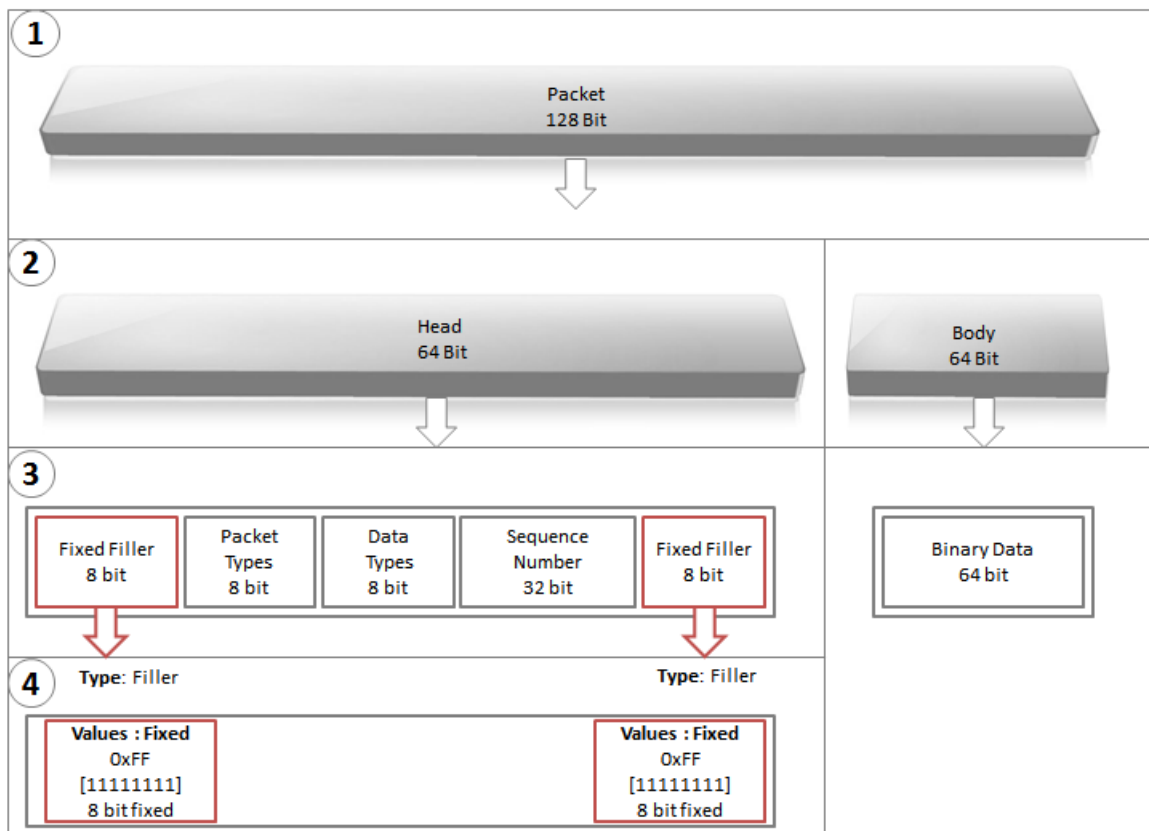 1
Packet
128 Bit
2
Head
64 Bit
Body
64 Bit
3
Fixed Filler
8 bit
Packet
Types
8 bit
Data
Types
8 bit
Sequence
Number
32 bit
Fixed Filler
8 bit
Binary Data
64 bit
4
Type: Filler
Type: Filler
Values : Fixed
0xFF
[11111111]
8 bit fixed
Values : Fixed
0xFF
[11111111]
8 bit fixed